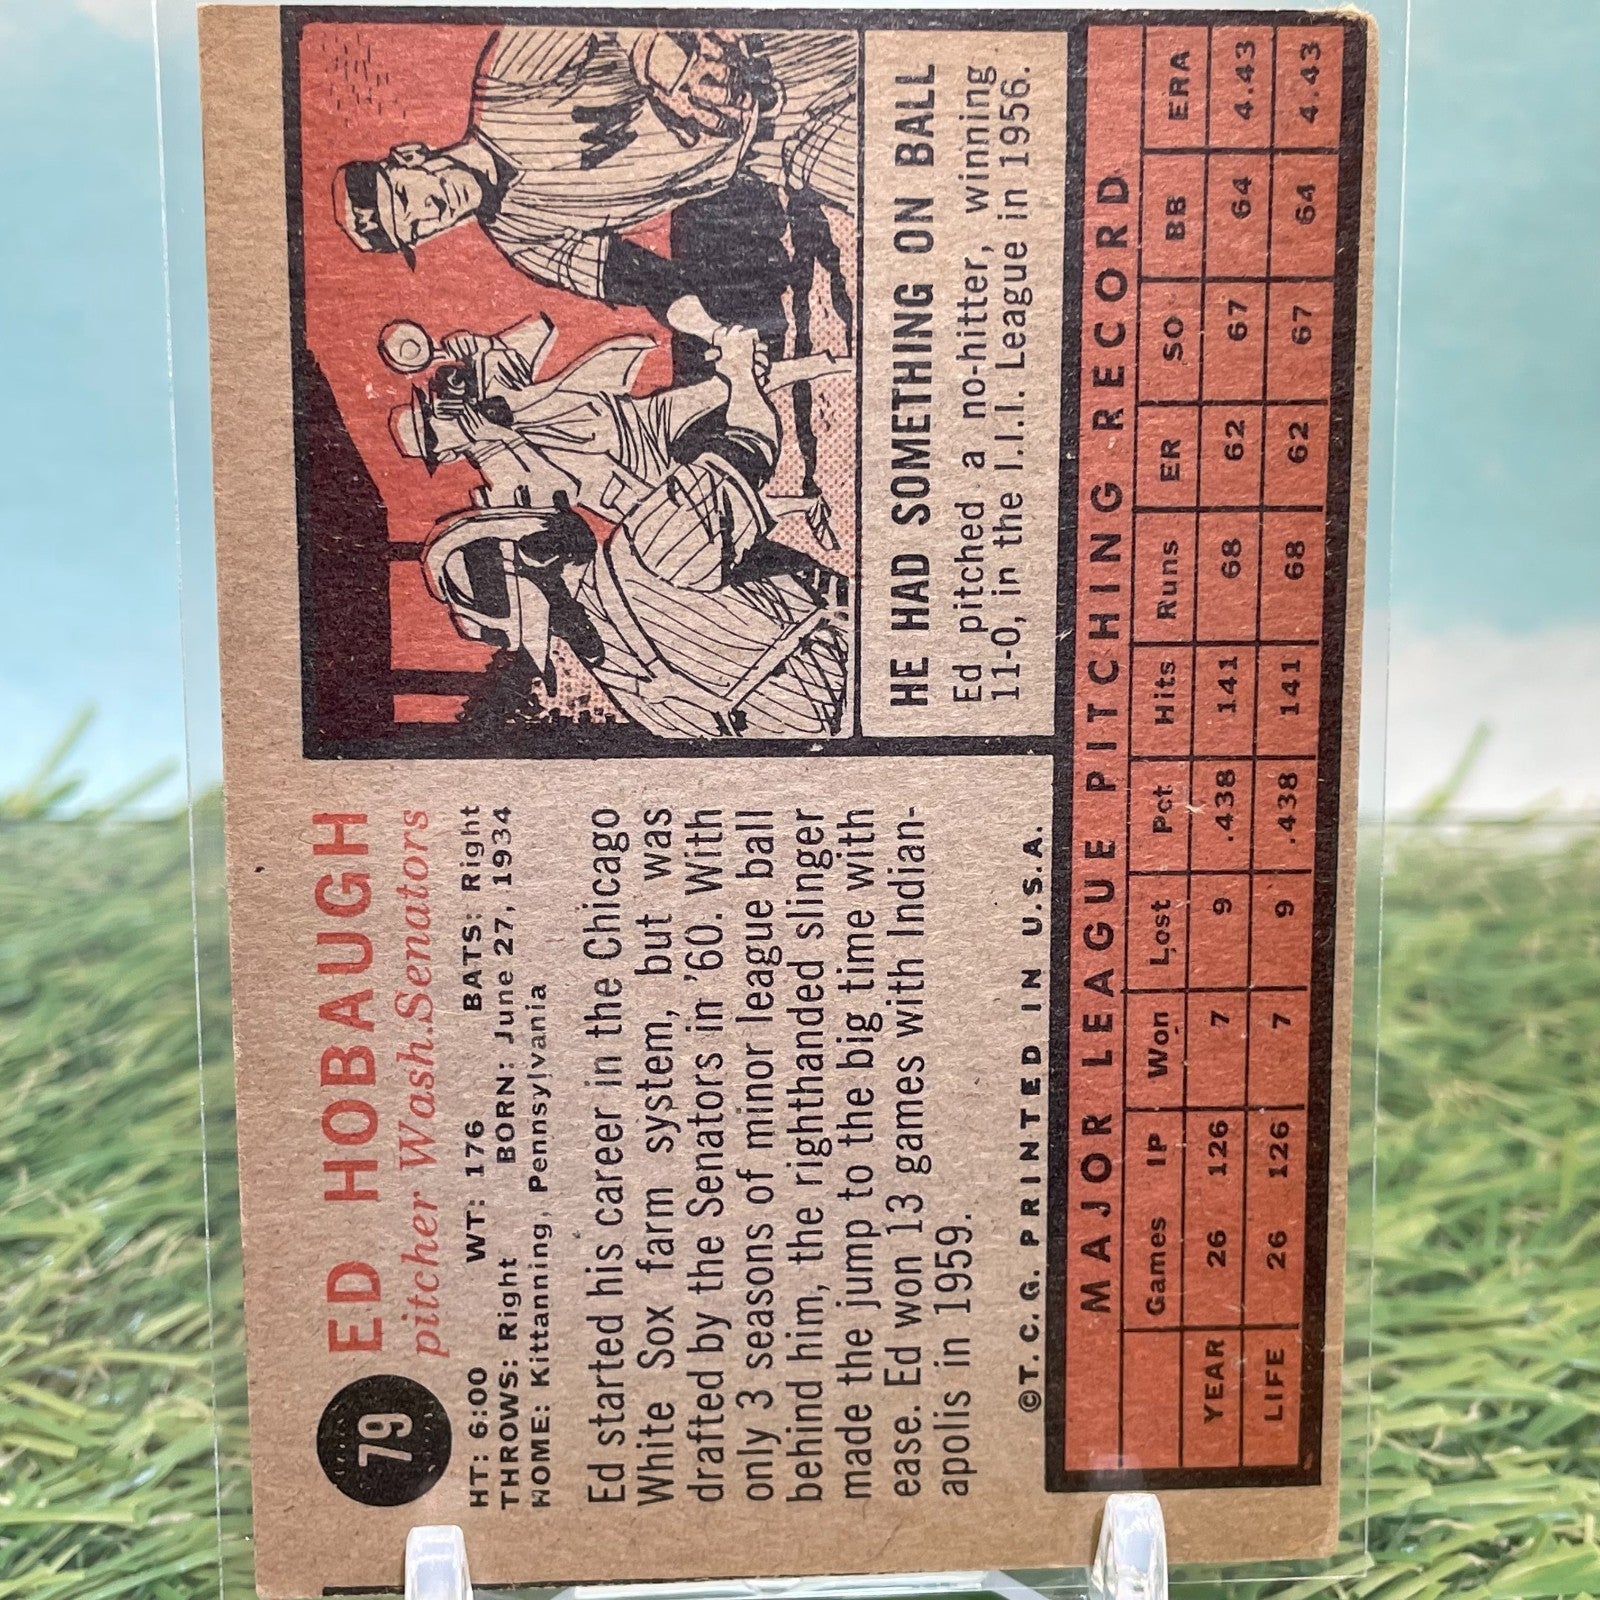 79
ED HOBAUGH
pitcher Wash. Senators
HT: 6:00 WT: 176 BATS: Right
THROWS: Right BORN: June 27, 1934
HOME: Kittanning, Pennsylvania
Ed started his career in the Chicago
White Sox farm system, but was
drafted by the Senators in '60. With
only 3 seasons of minor league ball
behind him, the righthanded slinger
made the jump to the big time with
ease. Ed won 13 games with Indian-
apolis in 1959.
©T. C. G. PRINTED IN U.S.A.
M
M
HE HAD SOMETHING ON BALL
Ed pitched a no-hitter, winning
11-0, in the I.I.I. League in 1956.
MAJOR LEAGUE PITCHING RECORD
Games IP Won Lost Pct Hits Runs ER SO BB ERA
YEAR 26 126 7 9 .438 141 68 62 67 64 4.43
LIFE 26 126 7 9 .438 141 68 62 67 64 4.43